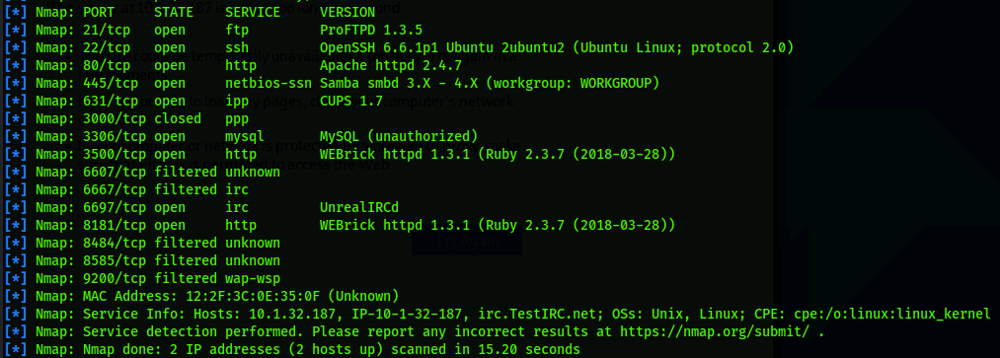 [*] Nmap: PORT     STATE    SERVICE     VERSION
[*] Nmap: 21/tcp   open     ftp         ProFTPD 1.3.5
[*] Nmap: 22/tcp   open     ssh         OpenSSH 6.6.1p1 Ubuntu 2ubuntu2 (Ubuntu Linux; protocol 2.0)
[*] Nmap: 80/tcp   open     http        Apache httpd 2.4.7
[*] Nmap: 445/tcp  open     netbios-ssn Samba smbd 3.X - 4.X (workgroup: WORKGROUP)
[*] Nmap: 631/tcp  open     ipp         CUPS 1.7
[*] Nmap: 3000/tcp closed   ppp
[*] Nmap: 3306/tcp open     mysql       MySQL (unauthorized)
[*] Nmap: 3500/tcp open     http        WEBrick httpd 1.3.1 (Ruby 2.3.7 (2018-03-28))
[*] Nmap: 6607/tcp filtered unknown
[*] Nmap: 6667/tcp filtered irc
[*] Nmap: 6697/tcp open     irc         UnrealIRCd
[*] Nmap: 8181/tcp open     http        WEBrick httpd 1.3.1 (Ruby 2.3.7 (2018-03-28))
[*] Nmap: 8484/tcp filtered unknown
[*] Nmap: 8585/tcp filtered unknown
[*] Nmap: 9200/tcp filtered wap-wsp
[*] Nmap: MAC Address: 12:2F:3C:0E:35:0F (Unknown)
[*] Nmap: Service Info: Hosts: 10.1.32.187, IP-10-1-32-187, irc.TestIRC.net; OSs: Unix, Linux; CPE: cpe:/o:linux:linux_kernel
[*] Nmap: Service detection performed. Please report any incorrect results at https://nmap.org/submit/ .
[*] Nmap: Nmap done: 2 IP addresses (2 hosts up) scanned in 15.20 seconds